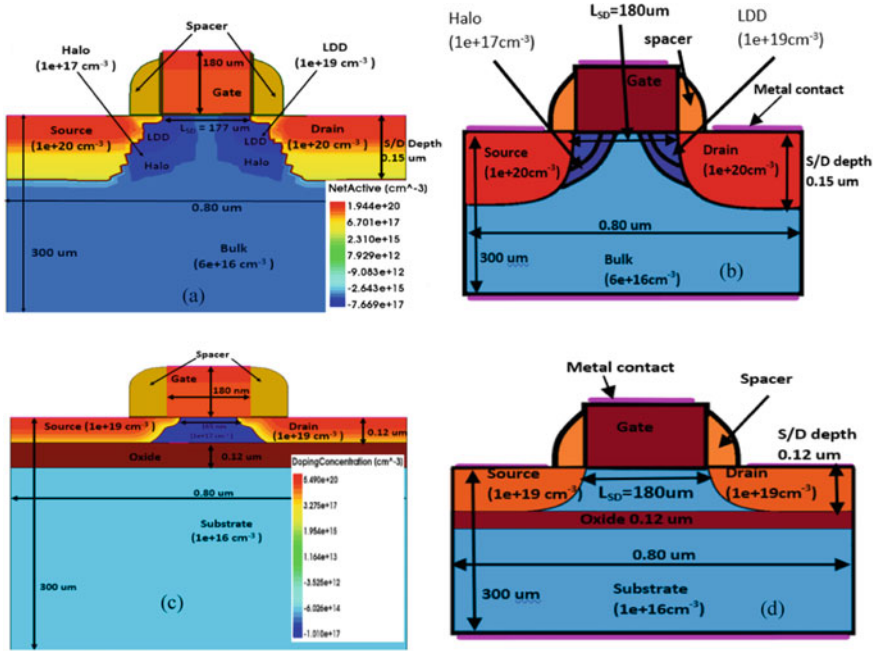 Spacer
Halo
(1e+17 cm-3)
LDD
(1e+19 cm-3)
180 um
Gate
LSD = 177 um
Source
(1e+20 cm-3)
LDD
Halo
LDD
Halo
Drain
(1e+20 cm-3)
S/D Depth
0.15 um
0.80 um
300 um
Bulk
(6e+16 cm-3)
(a)
NetActive (cm^-3)
1.944e+20
6.701e+17
2.310e+15
7.929e+12
-9.083e+12
-2.643e+15
-7.669e+17
Halo
(1e+17cm-3)
LSD=180um
spacer
LDD
(1e+19cm-3)
Metal contact
Gate
Source
(1e+20cm-3)
Drain
(1e+20cm-3)
S/D depth
0.15 um
0.80 um
300 um
Bulk
(6e+16cm-3)
(b)
Spacer
Gate
180 nm
Source (1e+19 cm-3)
Drain
(1e+19 cm-3)
0.12 um
Oxide
0.12 um
0.80 um
Substrate
(1e+16 cm-3)
300 um
(c)
DopingConcentration (cm^-3)
5.490e+20
3.275e+17
1.954e+15
1.164e+13
-3.525e+12
-6.026e+14
-1.010e+17
Metal contact
Spacer
Gate
S/D depth
0.12 um
Source
(1e+19 cm-3)
LSD=180um
Drain
(1e+19cm-3)
Oxide 0.12 um
0.80 um
300 um
Substrate
(1e+16cm-3)
(d)